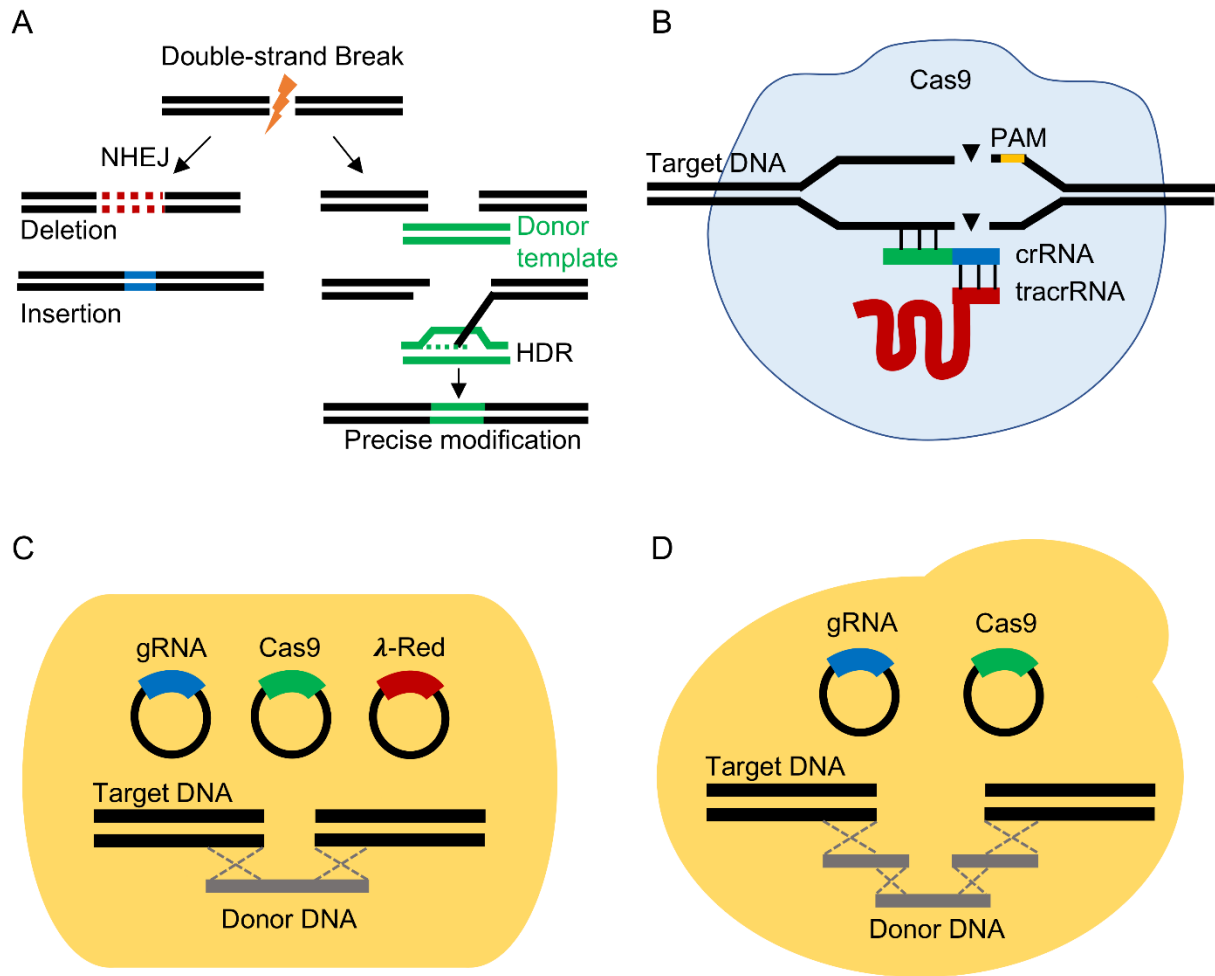 A
Double-strand Break
NHEJ
Deletion
Insertion
Donor
template
HDR
Precise modification
B
Cas9
PAM
Target DNA
crRNA
tracrRNA
C
gRNA
Cas9
λ-Red
Target DNA
Donor DNA
D
gRNA
Cas9
Target DNA
Donor DNA